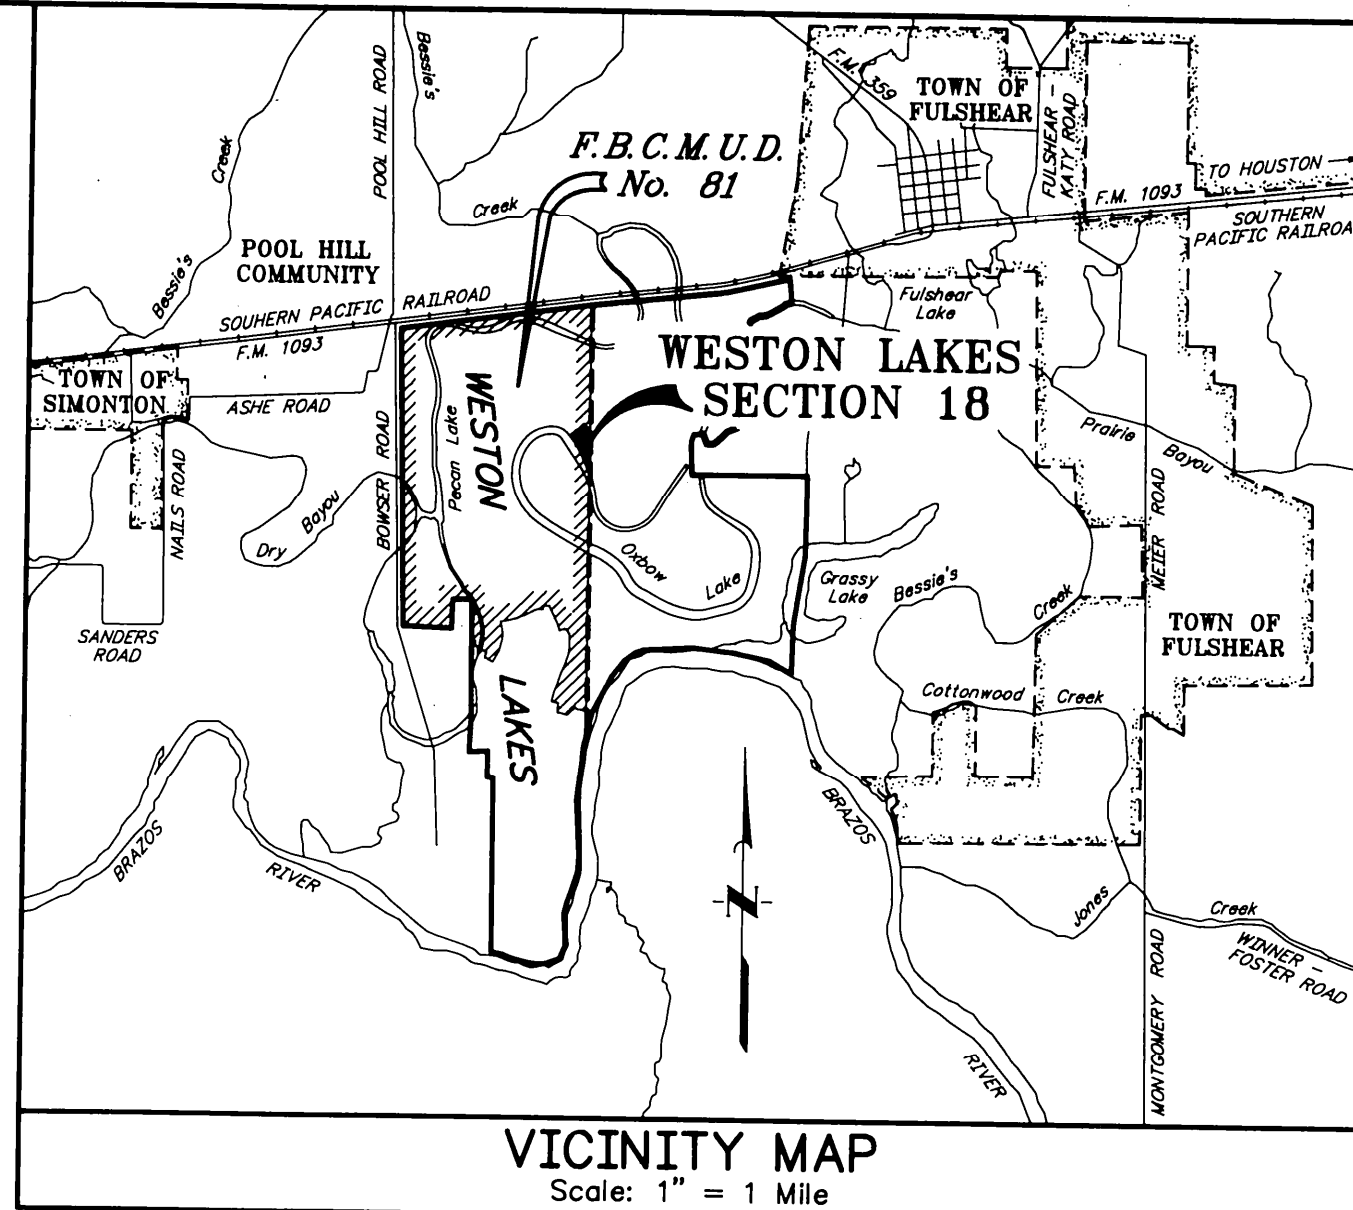 Bessie's
POOL HILL ROAD
Creek
F.M. 359
TOWN OF
FULSHEAR
FULSHEAR -
KATY ROAD
F.B.C.M.U.D.
No. 81
TO HOUSTON
F.M. 1093
SOUTHERN
PACIFIC RAILROA
Creek
POOL HILL
COMMUNITY
Bessie's
SOUHERN PACIFIC RAILROAD
F.M. 1093
Fulshear
Lake
WESTON LAKES
SECTION 18
TOWN OF
SIMONTON
ASHE ROAD
NAILS ROAD
BOWSER ROAD
Pecan Lake
WESTON
LAKES
Prairie
Bayou
MEIER ROAD
Dry Bayou
Oxbow
Lake
Grassy
Lake
Bessie's
Creek
SANDERS
ROAD
TOWN OF
FULSHEAR
Cottonwood Creek
BRAZOS
RIVER
BRAZOS
RIVER
N
Jones
Creek
WINNER -
FOSTER ROAD
MONTGOMERY ROAD
VICINITY MAP
Scale: 1" = 1 Mile